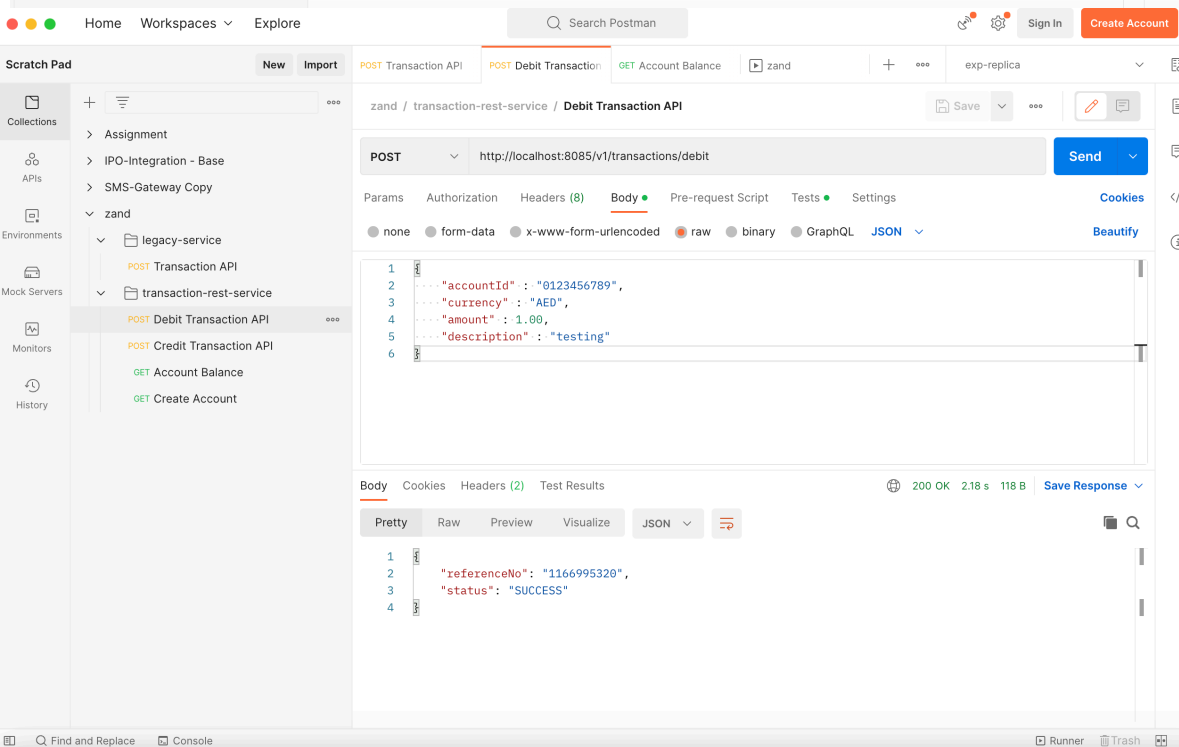 Home Workspaces Explore Search Postman Sign In Create Account
Scratch Pad New Import POST Transaction API POST Debit Transaction GET Account Balance zand exp-replica
Collections
APIs
Environments
Mock Servers
Monitors
History
Assignment
IPO-Integration - Base
SMS-Gateway Copy
zand
legacy-service
POST Transaction API
transaction-rest-service
POST Debit Transaction API
POST Credit Transaction API
GET Account Balance
GET Create Account
zand / transaction-rest-service / Debit Transaction API Save
POST http://localhost:8085/v1/transactions/debit Send
Params Authorization Headers (8) Body Pre-request Script Tests Settings Cookies
none form-data x-www-form-urlencoded raw binary GraphQL JSON Beautify
1 {
2 "accountId" : "0123456789",
3 "currency" : "AED",
4 "amount" : 1.00,
5 "description" : "testing"
6 }
Body Cookies Headers (2) Test Results 200 OK 2.18 s 118 B Save Response
Pretty Raw Preview Visualize JSON
1 {
2 "referenceNo": "1166995320",
3 "status": "SUCCESS"
4 }
Find and Replace Console Runner Trash